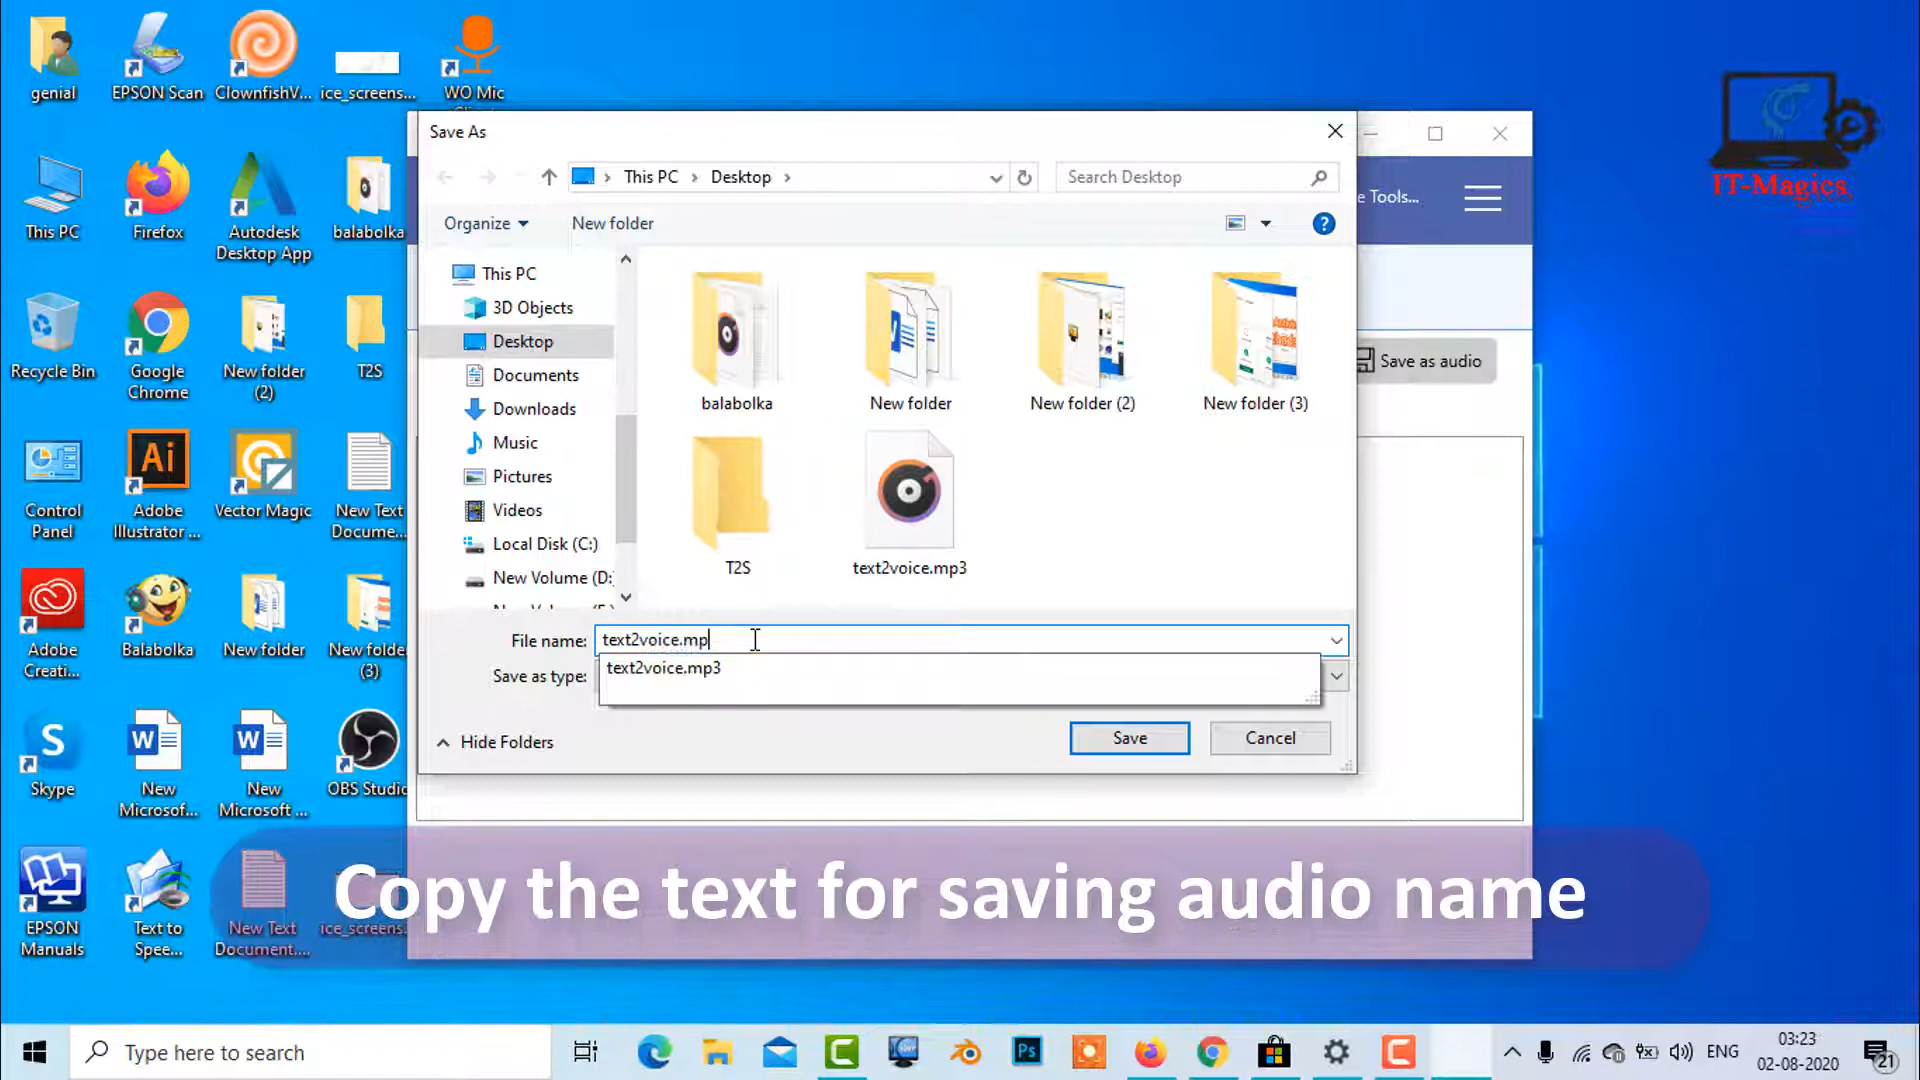 genial
EPSON Scan
ClownfishV...
ice_screens...
WO Mic
Save As
This PC
Desktop
Search Desktop
Organize
New folder
e Tools...
IT-Magics
This PC
3D Objects
Desktop
Documents
Downloads
Music
Pictures
Videos
Local Disk (C:)
New Volume (D:
balabolka
New folder
New folder (2)
New folder (3)
T2S
text2voice.mp3
Save as audio
File name:
text2voice.mp
text2voice.mp3
Save as type:
Hide Folders
Save
Cancel
This PC
Firefox
Autodesk
Desktop App
balabolka
Recycle Bin
Google
Chrome
New folder
(2)
T2S
Control
Panel
Ai
Adobe
Illustrator ...
Vector Magic
New Text
Docume...
Adobe
Creati...
Balabolka
New folder
New folder
(3)
Skype
New
Microsof...
New
Microsoft ...
OBS Studio
EPSON
Manuals
Text to
Spee...
New Text
Document...
ice_screens.
Copy the text for saving audio name
Type here to search
Ps
ENG
03:23
02-08-2020
21